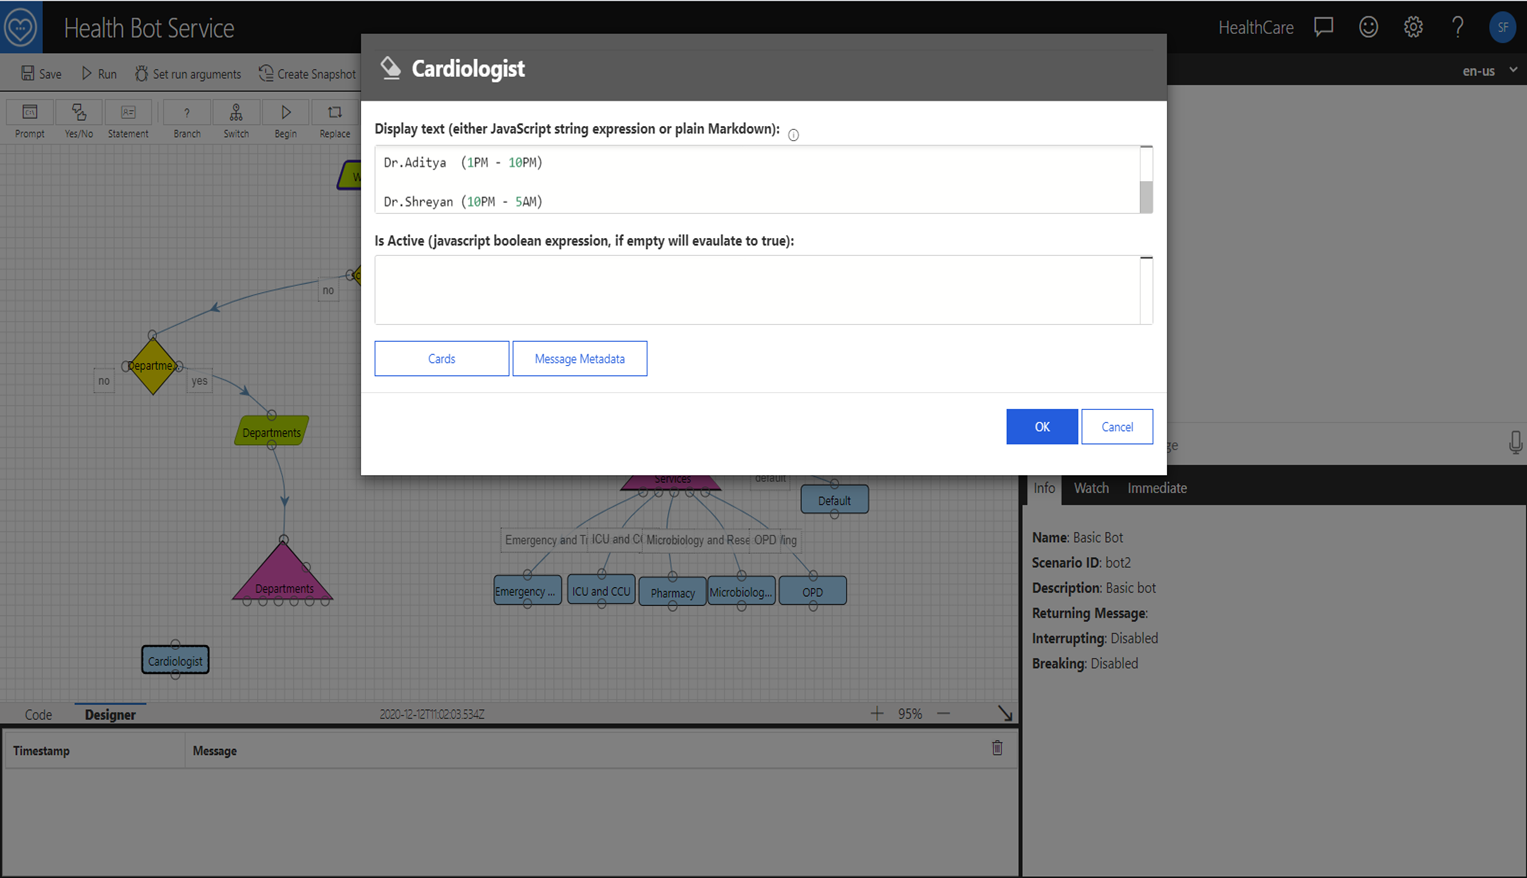 Health Bot Service
HealthCare
SF
Save
Run
Set run arguments
Create Snapshot
en-us
Prompt
Yes/No
Statement
?
Branch
Switch
Begin
Replace
Cardiologist
Display text (either JavaScript string expression or plain Markdown):
Dr.Aditya (1PM - 10PM)
Dr.Shreyan (10PM - 5AM)
Is Active (javascript boolean expression, if empty will evaulate to true):
Cards
Message Metadata
OK
Cancel
no
Departme...
no
yes
Departments
Departments
Services
default
Default
Emergency and T
ICU and C
Microbiology and Rese
OPD
Emergency ...
ICU and CCU
Pharmacy
Microbiolog...
OPD
Cardiologist
Code
Designer
2020-12-12T11:02:03.534Z
95%
Timestamp
Message
Info
Watch
Immediate
Name: Basic Bot
Scenario ID: bot2
Description: Basic bot
Returning Message:
Interrupting: Disabled
Breaking: Disabled